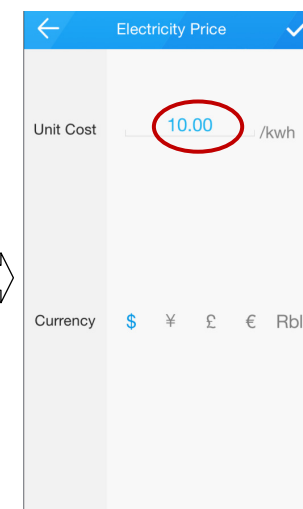 Electricity Price
Unit Cost 10.00 /kwh
Currency $ ¥ £ € Rbl